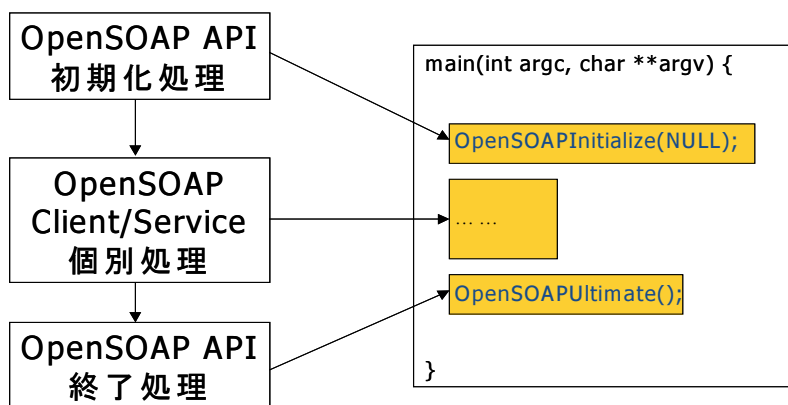 OpenSOAP API
初期化処理
OpenSOAP
Client/Service
個別処理
OpenSOAP API
終了処理
main(int argc, char **argv) {
OpenSOAPInitialize(NULL);
... ...
OpenSOAPUltimate();
}